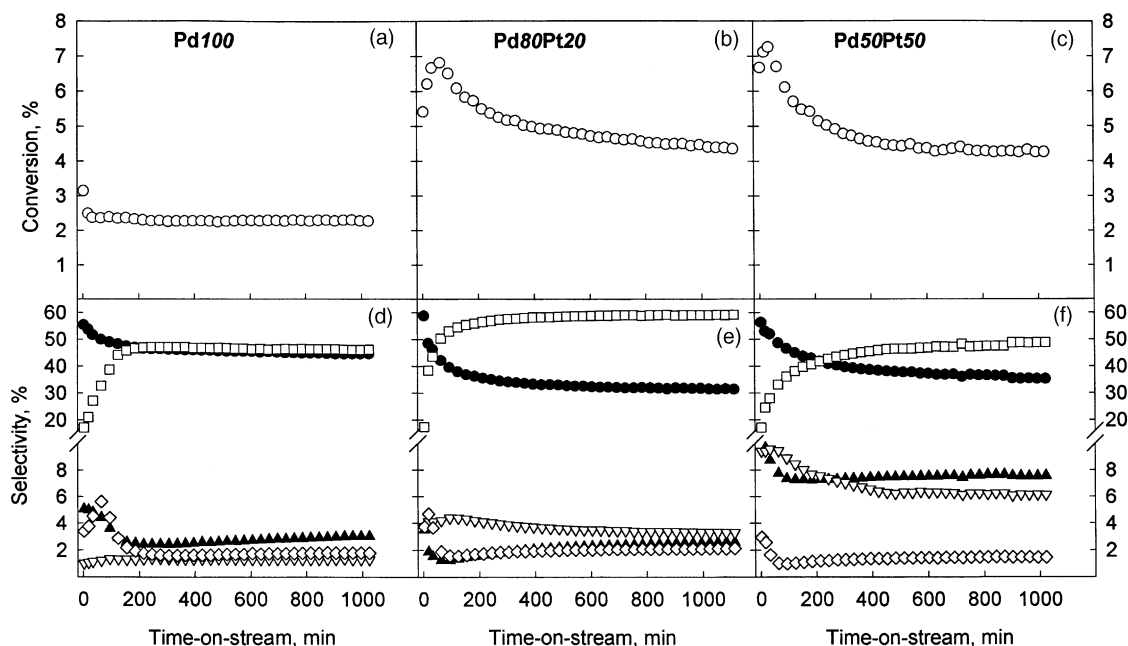 Pd100 (a)
Pd80Pt20 (b)
Pd50Pt50 (c)
Conversion, %
8
7
6
5
4
3
2
1
8
7
6
5
4
3
2
1
(d)
(e)
(f)
Selectivity, %
60
50
40
30
20
8
6
4
2
60
50
40
30
20
8
6
4
2
0 200 400 600 800 1000
0 200 400 600 800 1000
0 200 400 600 800 1000
Time-on-stream, min
Time-on-stream, min
Time-on-stream, min